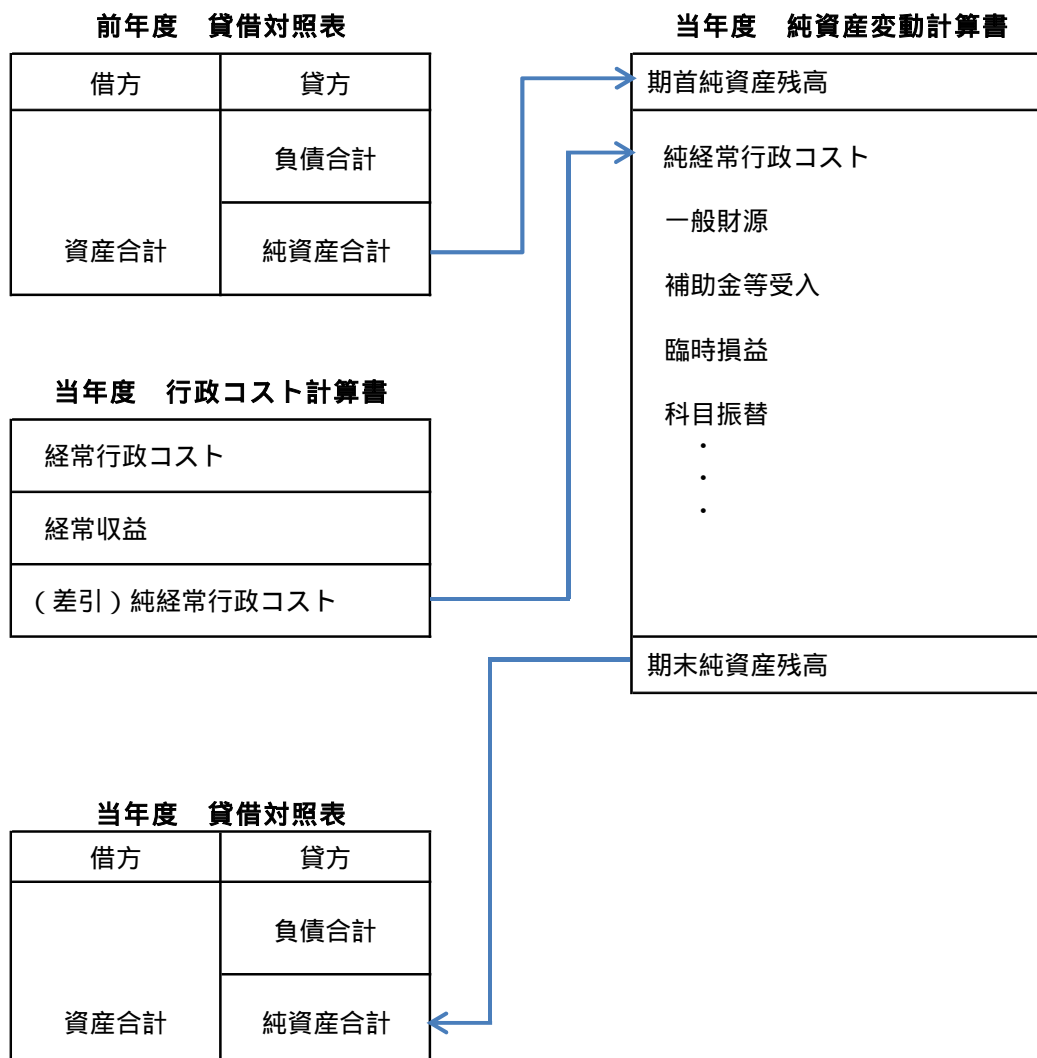 前年度　貸借対照表
借方　貸方
負債合計
資産合計　純資産合計
当年度　行政コスト計算書
経常行政コスト
経常収益
（差引）純経常行政コスト
当年度　純資産変動計算書
期首純資産残高
純経常行政コスト
一般財源
補助金等受入
臨時損益
科目振替
・
・
・
期末純資産残高
当年度　貸借対照表
借方　貸方
負債合計
資産合計　純資産合計